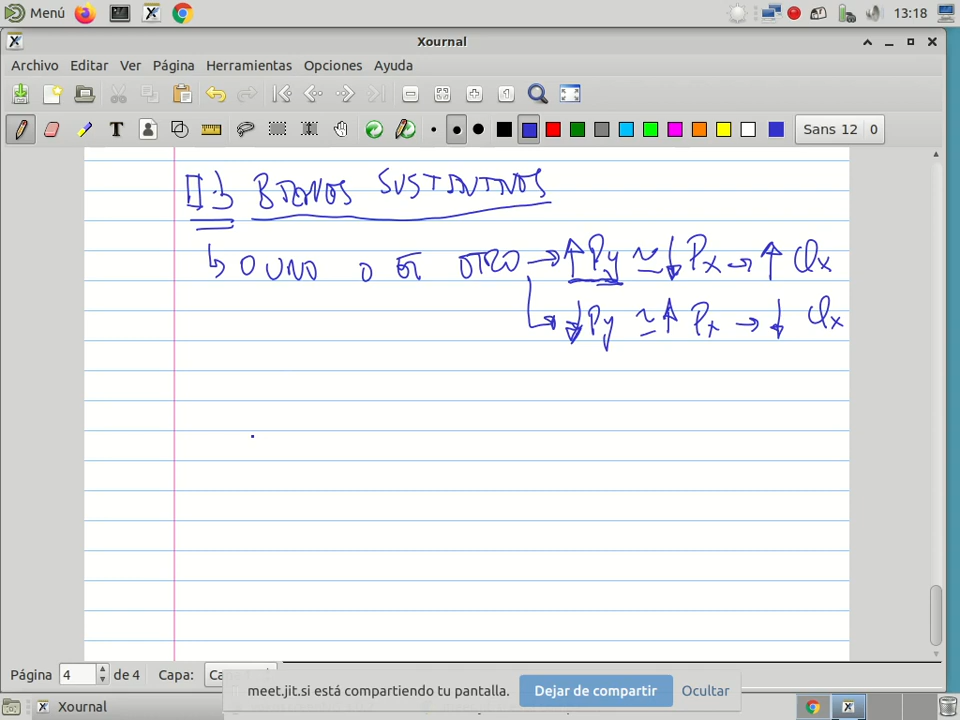 Menú
13:18
Xournal
Archivo Editar Ver Página Herramientas Opciones Ayuda
Sans 12 0
II.3 BIENES SUSTITUTIVOS
↳ O UNO O EL OTRO → ↑ Py ≃ ↓ Px → ↑ Qx
↳ ↓ Py ≃ ↑ Px → ↓ Qx
Página 4 de 4 Capa:
meet.jit.si está compartiendo tu pantalla. Dejar de compartir Ocultar
Xournal